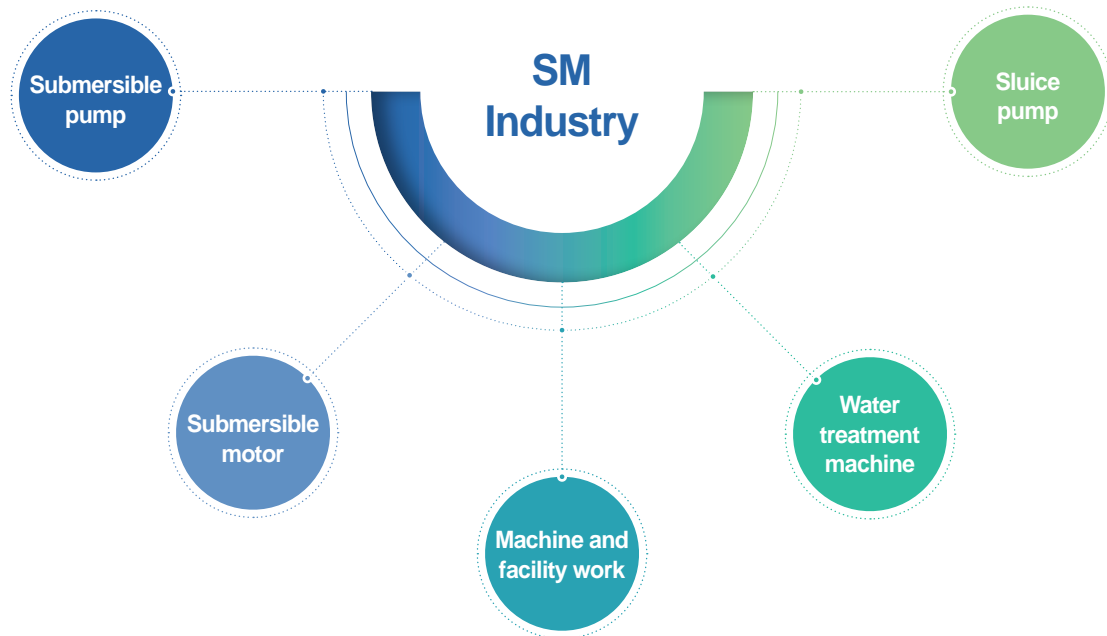 SM
Industry
Submersible
pump
Sluice
pump
Submersible
motor
Water
treatment
machine
Machine and
facility work